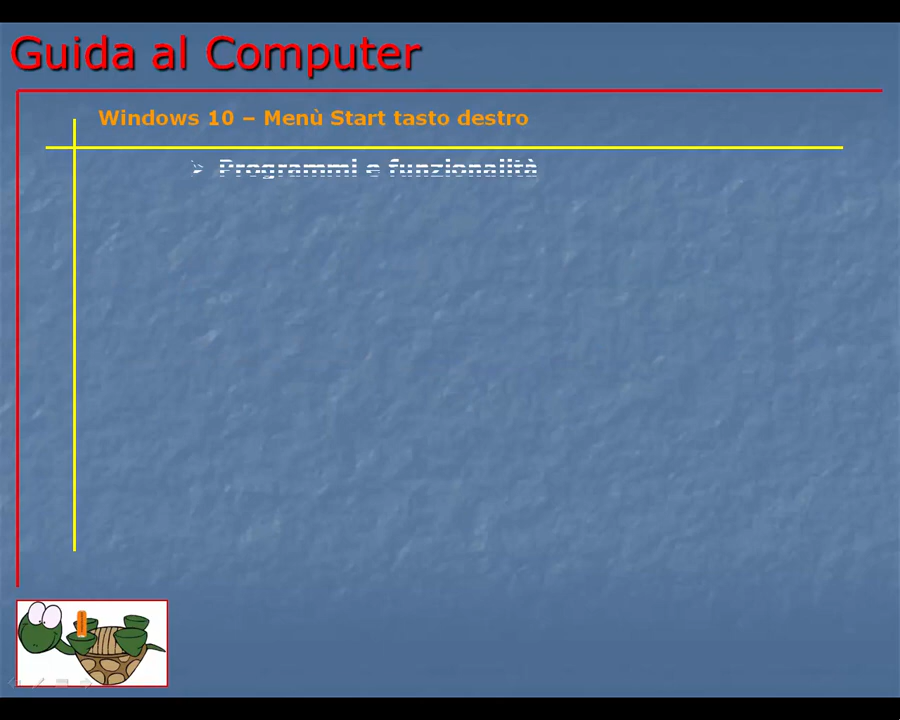 Guida al Computer
Windows 10 – Menù Start tasto destro
➢ Programmi e funzionalità